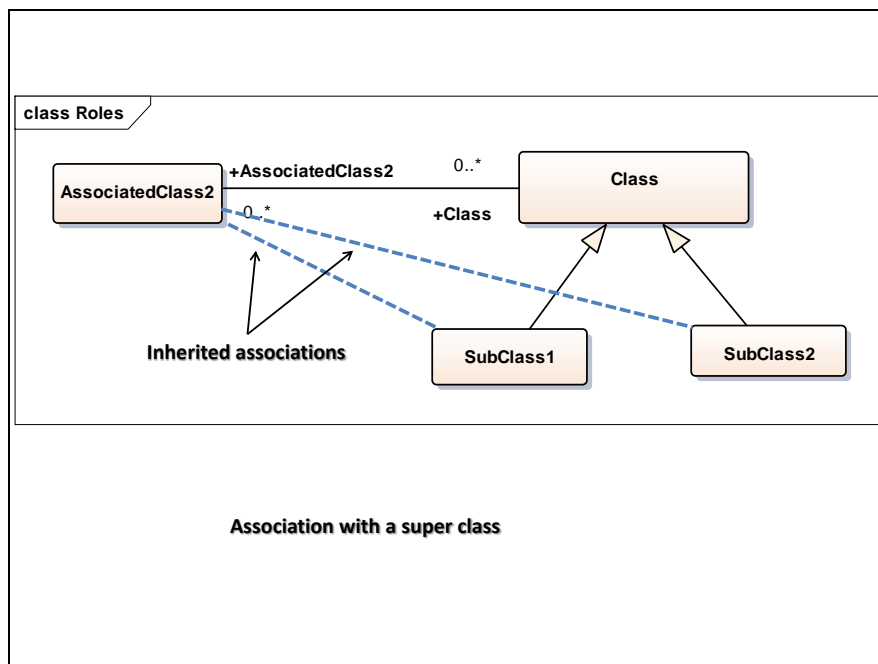 class Roles
+AssociatedClass2
0..*
AssociatedClass2
Class
0..*
+Class
Inherited associations
SubClass1
SubClass2
Association with a super class